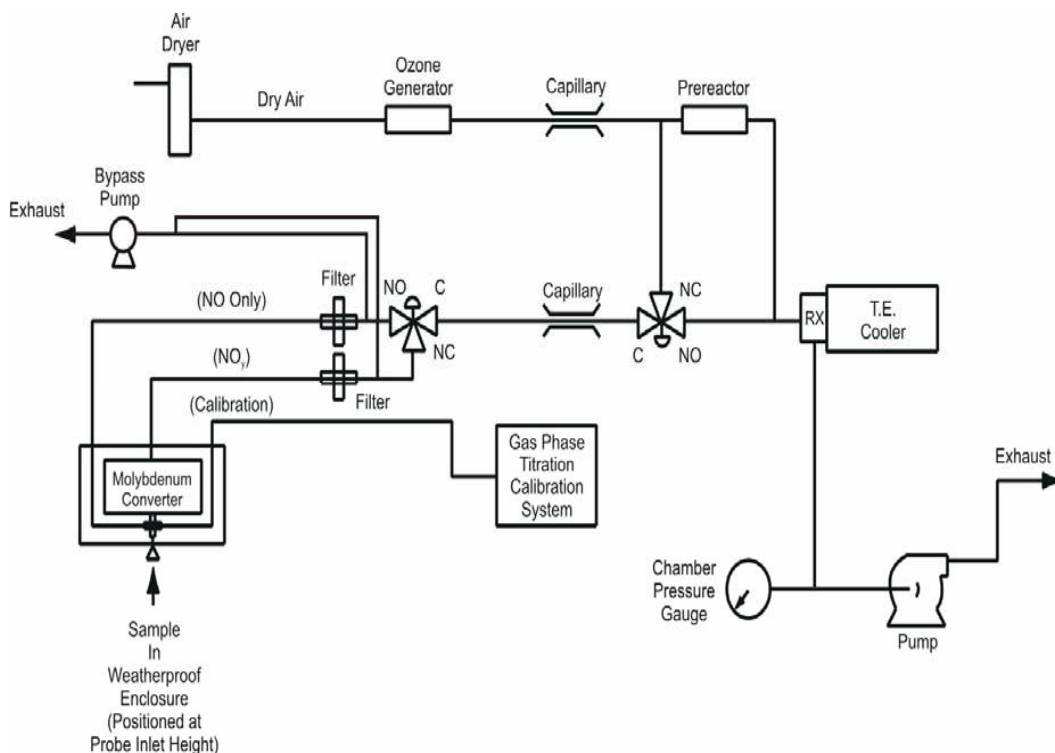 Air
Dryer
Dry Air
Ozone
Generator
Capillary
Prereactor
Bypass
Pump
Exhaust
Filter
(NO Only)
NO
C
NC
Capillary
NC
C
NO
RX
T.E.
Cooler
(NOy)
Filter
(Calibration)
Molybdenum
Converter
Gas Phase
Titration
Calibration
System
Exhaust
Chamber
Pressure
Gauge
Pump
Sample
In
Weatherproof
Enclosure
(Positioned at
Probe Inlet Height)